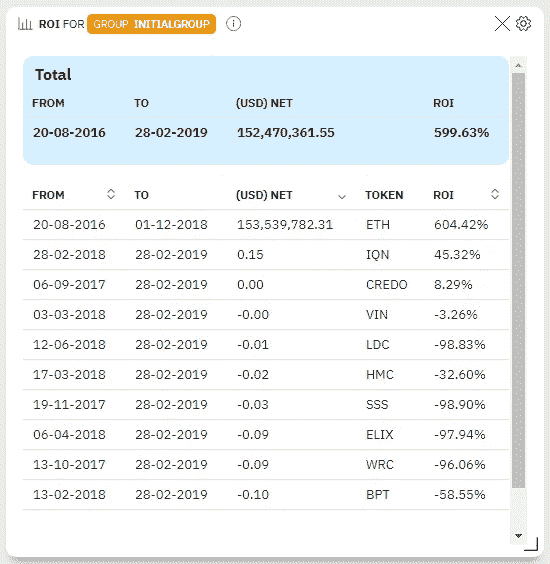 ROI FOR GROUP INITIALGROUP i
Total
FROM TO (USD) NET ROI
20-08-2016 28-02-2019 152,470,361.55 599.63%
FROM TO (USD) NET TOKEN ROI
20-08-2016 01-12-2018 153,539,782.31 ETH 604.42%
28-02-2018 28-02-2019 0.15 IQN 45.32%
06-09-2017 28-02-2019 0.00 CREDO 8.29%
03-03-2018 28-02-2019 -0.00 VIN -3.26%
12-06-2018 28-02-2019 -0.01 LDC -98.83%
17-03-2018 28-02-2019 -0.02 HMC -32.60%
19-11-2017 28-02-2019 -0.03 SSS -98.90%
06-04-2018 28-02-2019 -0.09 ELIX -97.94%
13-10-2017 28-02-2019 -0.09 WRC -96.06%
13-02-2018 28-02-2019 -0.10 BPT -58.55%